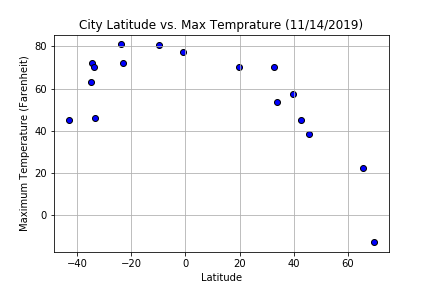 City Latitude vs. Max Temprature (11/14/2019)
80
60
40
20
0
Maximum Temperature (Farenheit)
−40 −20 0 20 40 60
Latitude